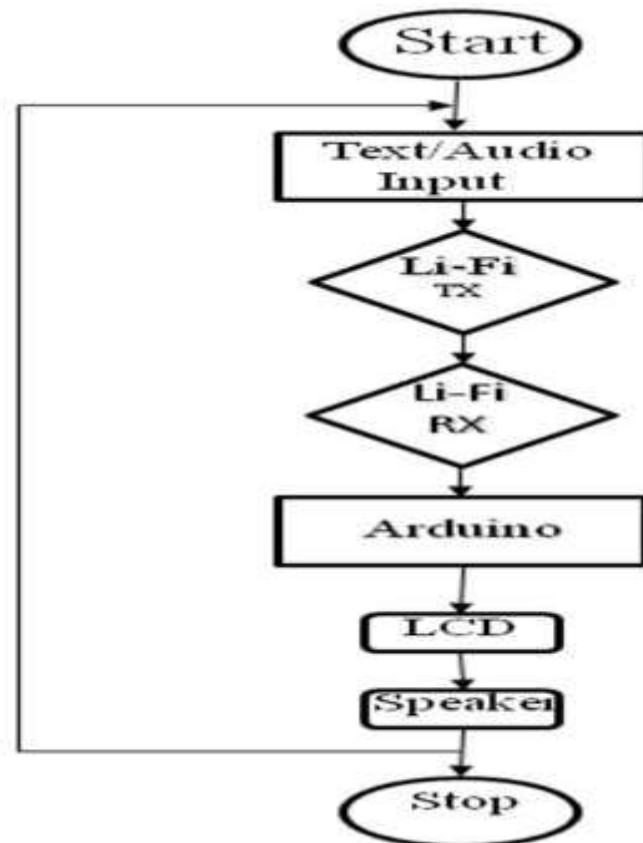 Start
Text/Audio
Input
Li-Fi
TX
Li-Fi
RX
Arduino
LCD
Speaker
Stop